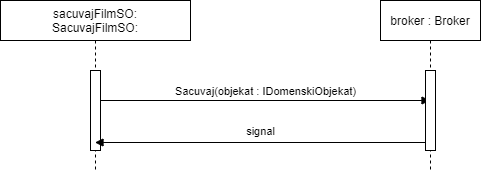 sacuvajFilmSO:
SacuvajFilmSO:
broker : Broker
Sacuvaj(objekat : IDomenskiObjekat)
signal